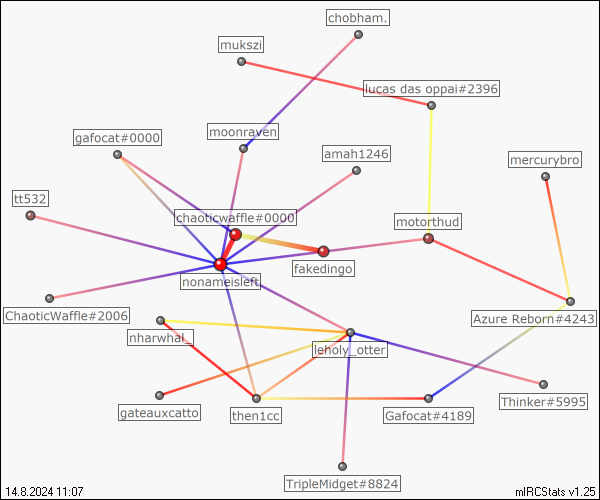 chobham.
mukszi
lucas das oppai#2396
gafocat#0000
moonraven
amah1246
mercurybro
tt532
chaoticwaffle#0000
motorthud
fakedingo
nonameisleft
ChaoticWaffle#2006
Azure Reborn#4243
nharwhal_
leholy_otter
Thinker#5995
gateauxcatto
then1cc
Gafocat#4189
TripleMidget#8824
14.8.2024 11:07
mIRCStats v1.25